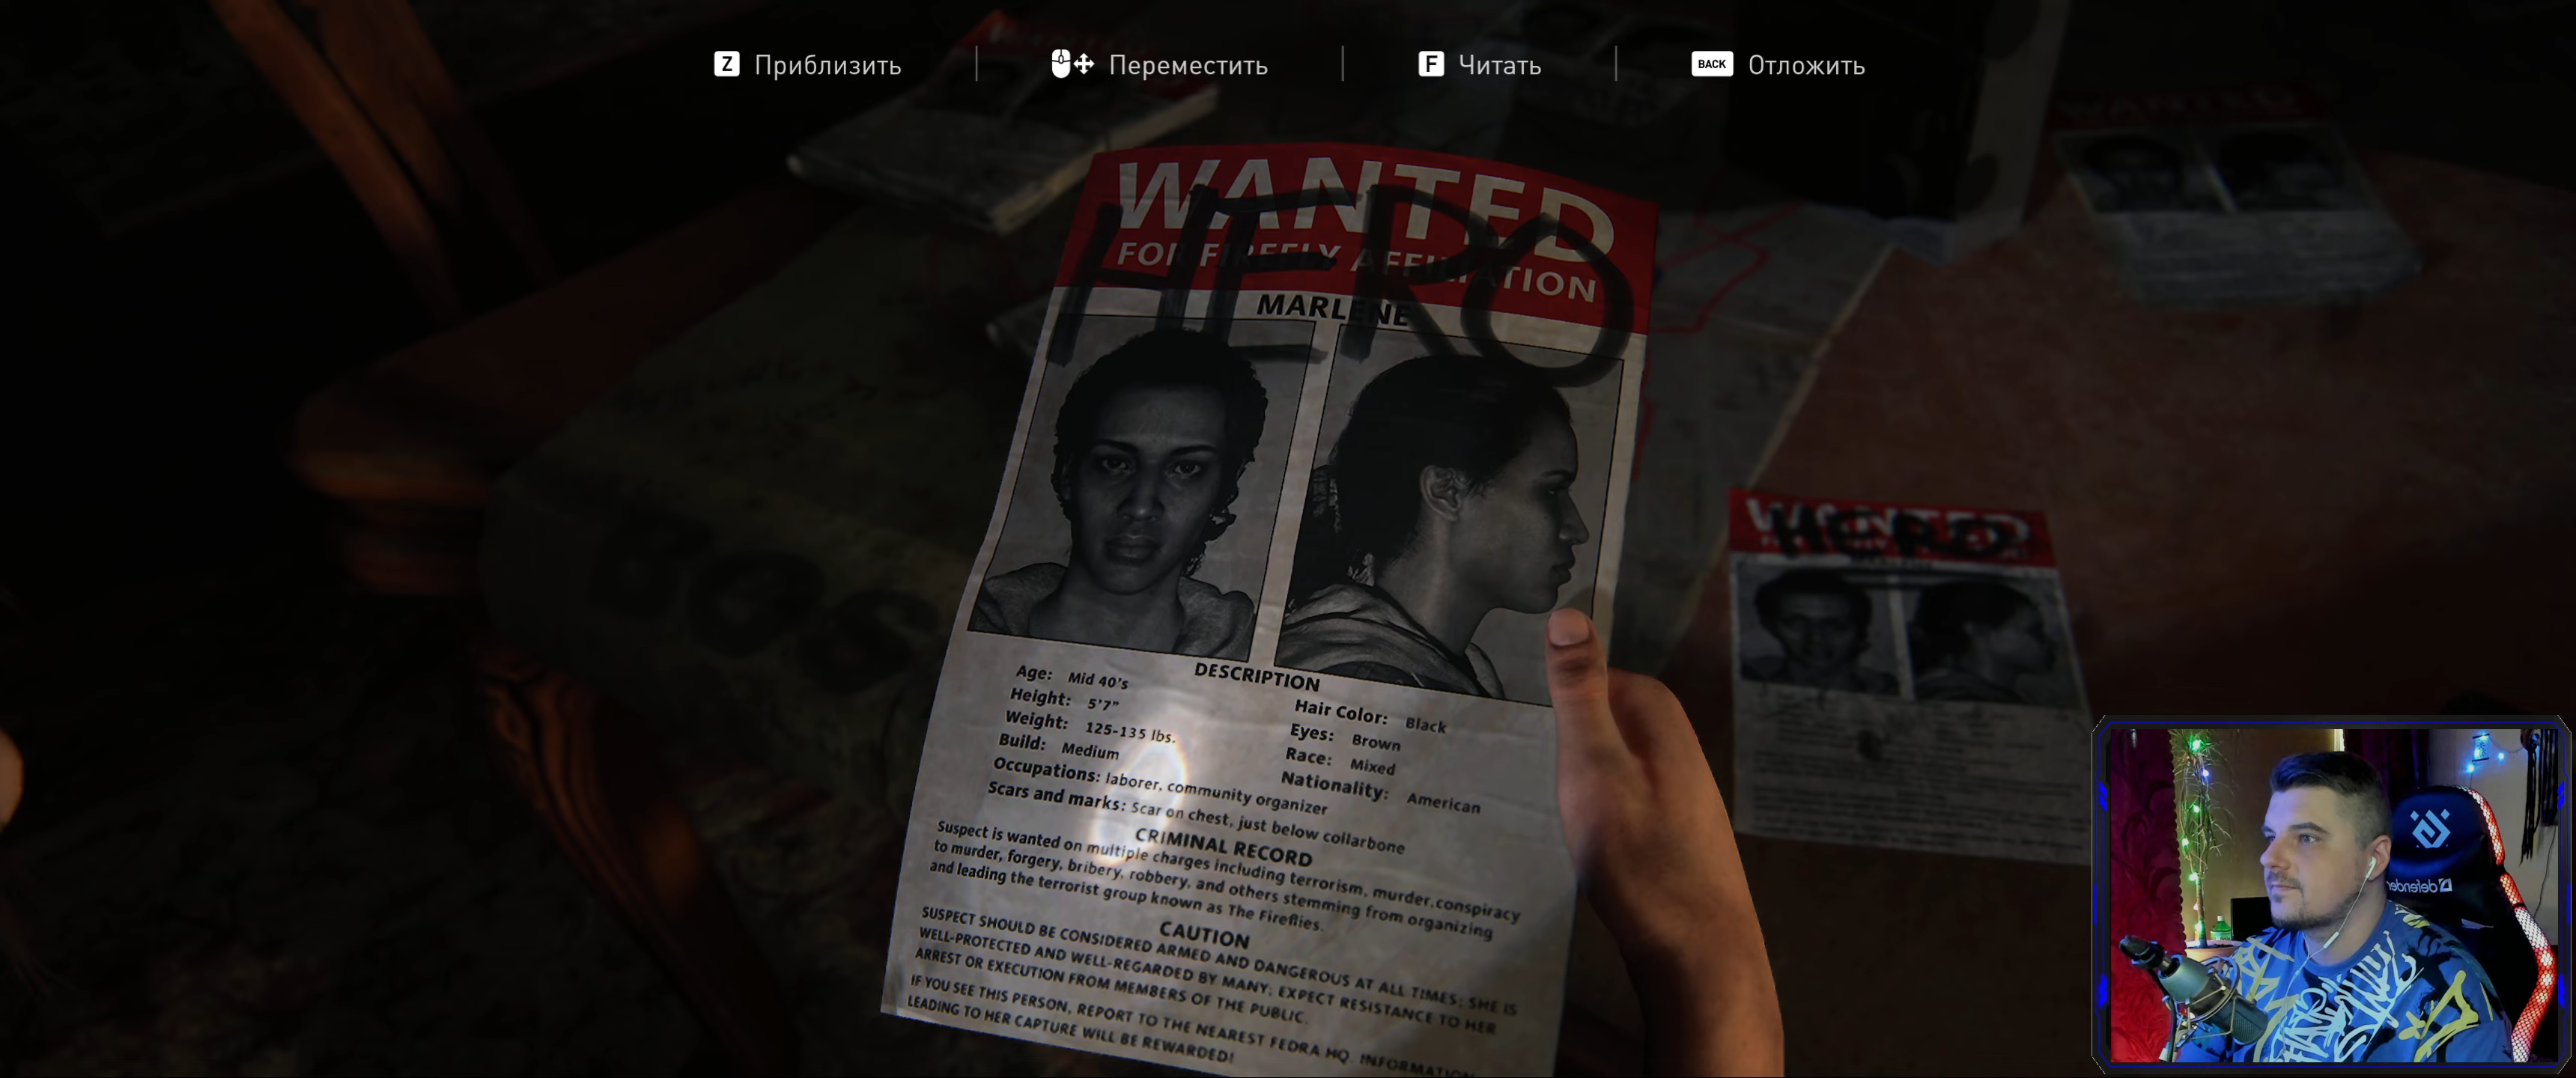 Z Приблизить
Переместить
F Читать
BACK Отложить
WANTED
HERO
FOR FIREFLY AFFILIATION
MARLENE
DESCRIPTION
Age: Mid 40's
Height: 5'7"
Weight: 125-135 lbs.
Build: Medium
Hair Color: Black
Eyes: Brown
Race: Mixed
Nationality: American
Occupations: laborer, community organizer
Scars and marks: Scar on chest, just below collarbone
CRIMINAL RECORD
Suspect is wanted on multiple charges including terrorism, murder,conspiracy
to murder, forgery, bribery, robbery, and others stemming from organizing
and leading the terrorist group known as The Fireflies.
CAUTION
SUSPECT SHOULD BE CONSIDERED ARMED AND DANGEROUS AT ALL TIMES; SHE IS
WELL-PROTECTED AND WELL-REGARDED BY MANY; EXPECT RESISTANCE TO HER
ARREST OR EXECUTION FROM MEMBERS OF THE PUBLIC.
IF YOU SEE THIS PERSON, REPORT TO THE NEAREST FEDRA HQ. INFORMATION
LEADING TO HER CAPTURE WILL BE REWARDED!
WANTED
HERO
WANTED
defender